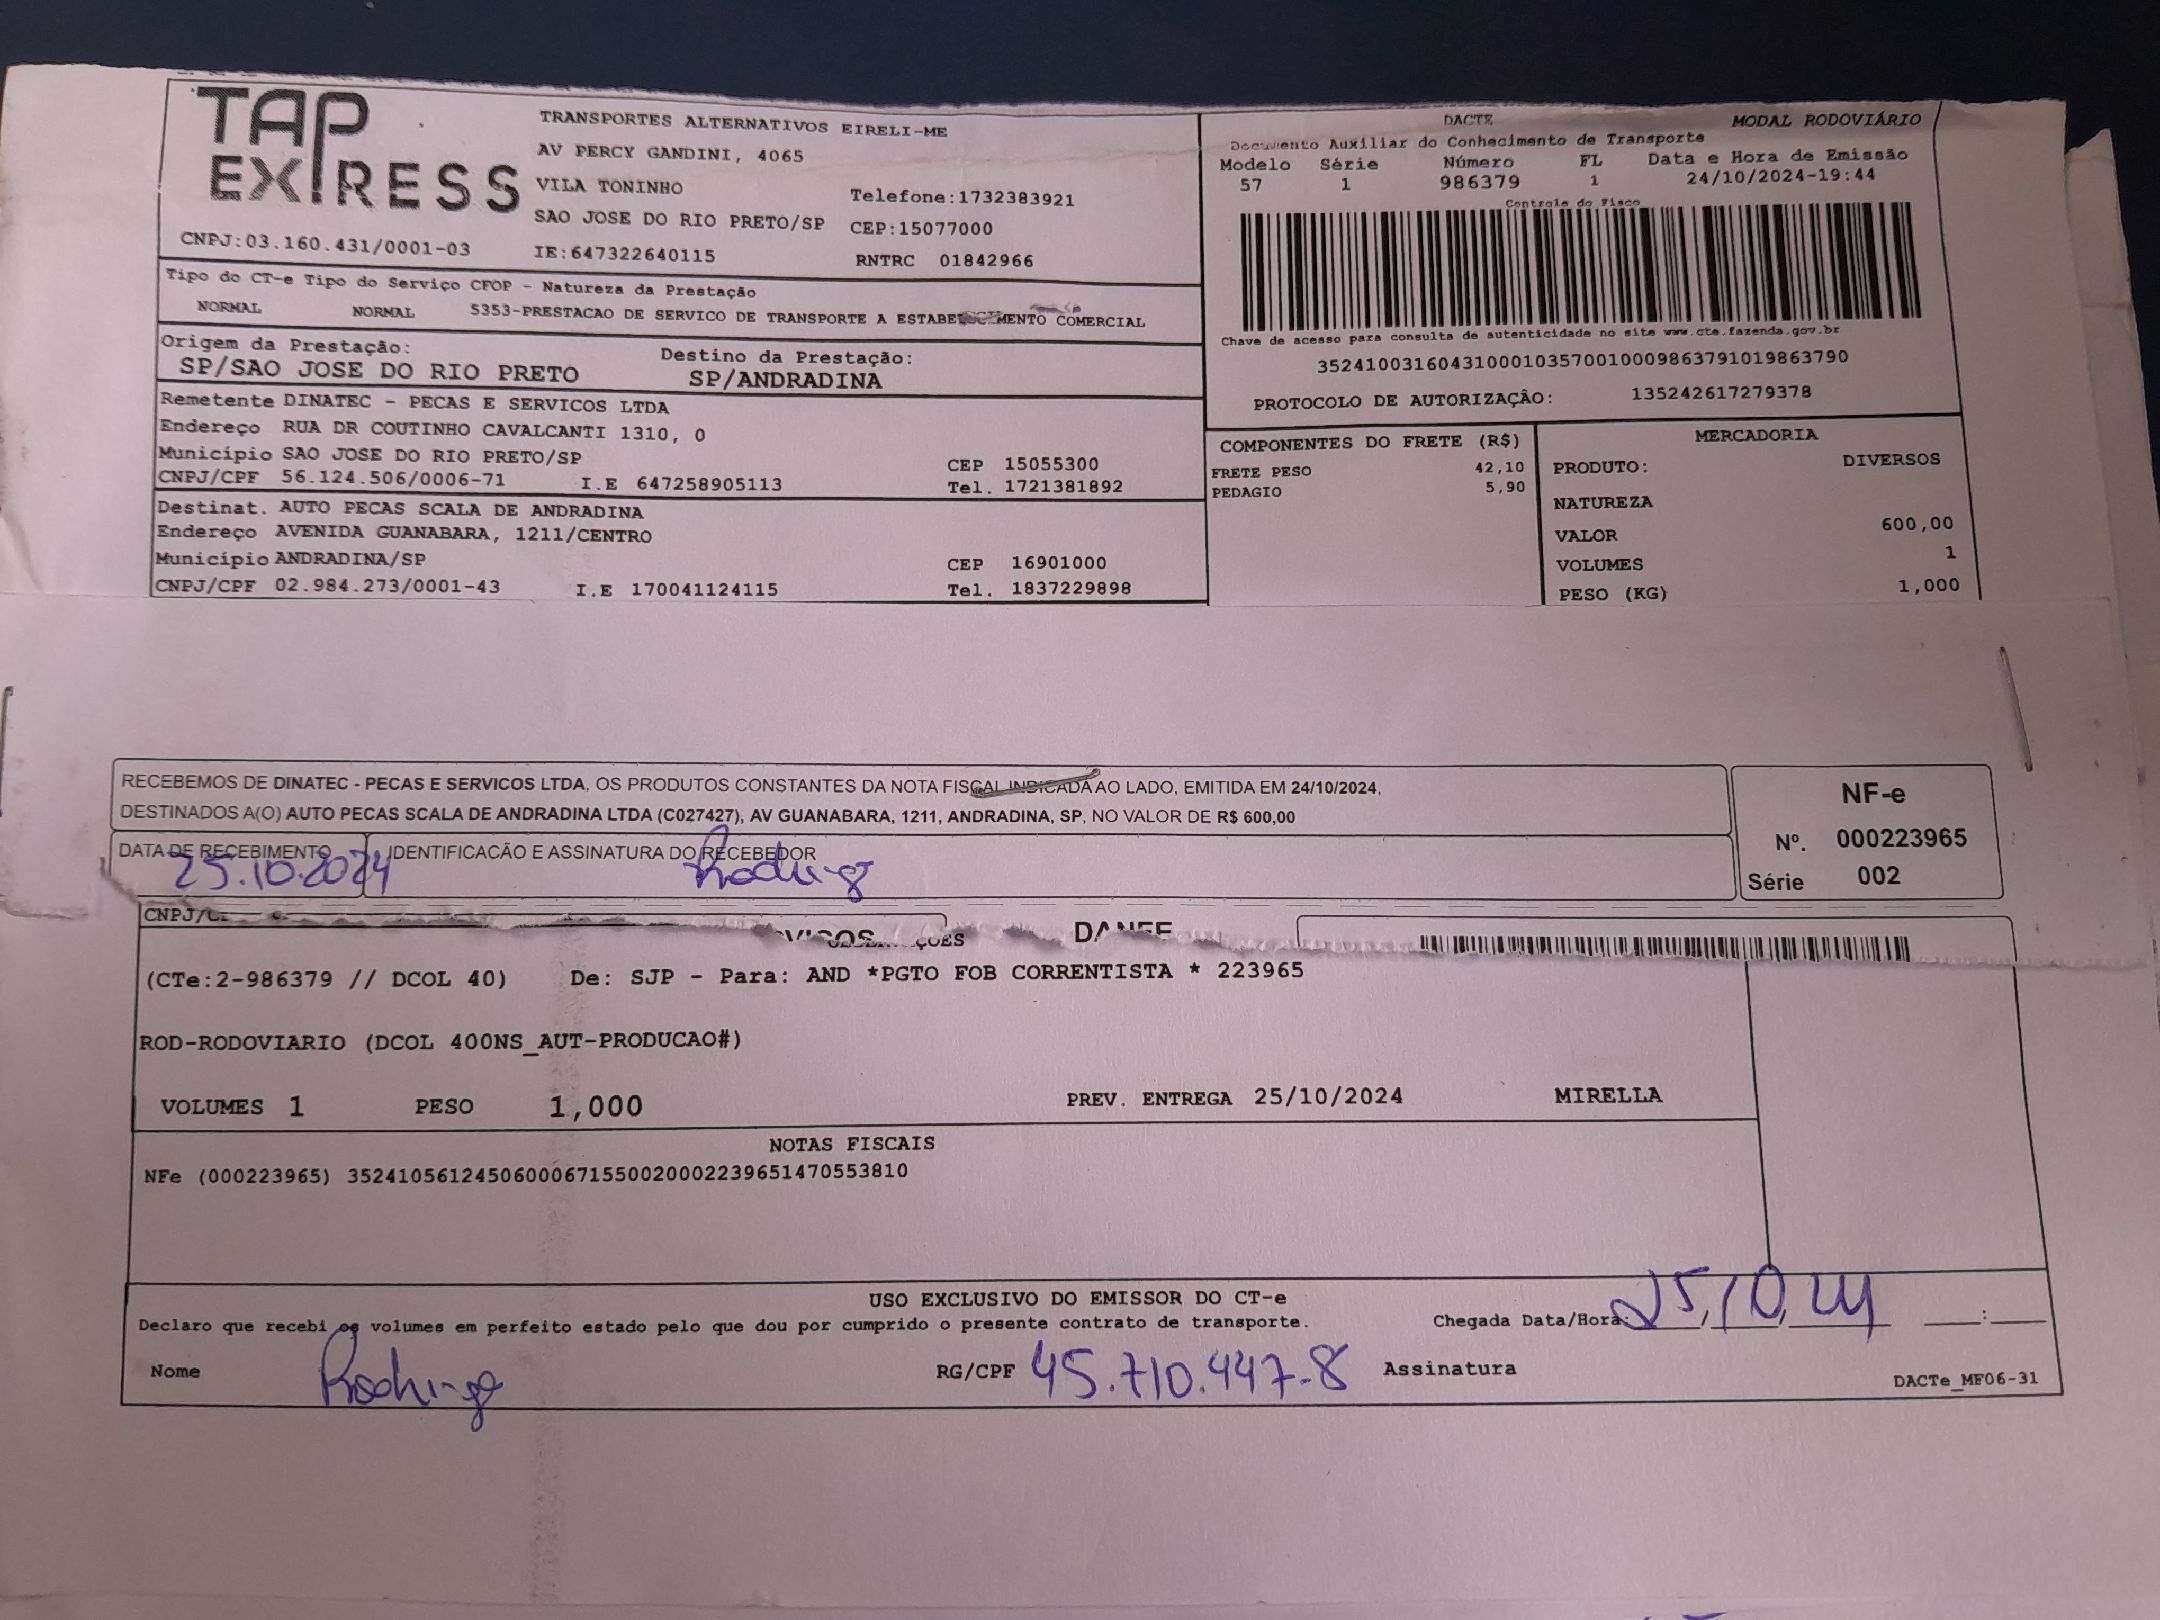 TAP EXPRESS
TRANSPORTES ALTERNATIVOS EIRELI-ME
AV PERCY GANDINI, 4065
VILA TONINHO
Telefone:1732383921
SAO JOSE DO RIO PRETO/SP CEP:15077000
CNPJ:03.160.431/0001-03 IE:647322640115 RNTRC 01842966
DACTE MODAL RODOVIÁRIO
Documento Auxiliar do Conhecimento de Transporte
Modelo Série Número FL Data e Hora de Emissão
57 1 986379 1 24/10/2024-19:44
Controle do Fisco
Chave de acesso para consulta de autenticidade no site www.cte.fazenda.gov.br
35241003160431000103570010009863791019863790
PROTOCOLO DE AUTORIZAÇÃO: 135242617279378
Tipo do CT-e Tipo do Serviço CFOP - Natureza da Prestação
NORMAL NORMAL 5353-PRESTACAO DE SERVICO DE TRANSPORTE A ESTABELECIMENTO COMERCIAL
Origem da Prestação: Destino da Prestação:
SP/SAO JOSE DO RIO PRETO SP/ANDRADINA
Remetente DINATEC - PECAS E SERVICOS LTDA
Endereço RUA DR COUTINHO CAVALCANTI 1310, 0
Município SAO JOSE DO RIO PRETO/SP CEP 15055300
CNPJ/CPF 56.124.506/0006-71 I.E 647258905113 Tel. 1721381892
Destinat. AUTO PECAS SCALA DE ANDRADINA
Endereço AVENIDA GUANABARA, 1211/CENTRO
Município ANDRADINA/SP CEP 16901000
CNPJ/CPF 02.984.273/0001-43 I.E 170041124115 Tel. 1837229898
COMPONENTES DO FRETE (R$)
FRETE PESO 42,10
PEDAGIO 5,90
MERCADORIA
PRODUTO: DIVERSOS
NATUREZA
VALOR 600,00
VOLUMES 1
PESO (KG) 1,000
RECEBEMOS DE DINATEC - PECAS E SERVICOS LTDA, OS PRODUTOS CONSTANTES DA NOTA FISCAL INDICADA AO LADO, EMITIDA EM 24/10/2024,
DESTINADOS A(O) AUTO PECAS SCALA DE ANDRADINA LTDA (C027427), AV GUANABARA, 1211, ANDRADINA, SP, NO VALOR DE R$ 600,00
DATA DE RECEBIMENTO IDENTIFICACÃO E ASSINATURA DO RECEBEDOR
25.10.2024 Rodrigo
NF-e
Nº. 000223965
Série 002
CNPJ/
DANFE
(CTe:2-986379 // DCOL 40) De: SJP - Para: AND *PGTO FOB CORRENTISTA * 223965
ROD-RODOVIARIO (DCOL 400NS_AUT-PRODUCAO#)
VOLUMES 1 PESO 1,000 PREV. ENTREGA 25/10/2024 MIRELLA
NOTAS FISCAIS
NFe (000223965) 35241056124506000671550020002239651470553810
USO EXCLUSIVO DO EMISSOR DO CT-e
Declaro que recebi os volumes em perfeito estado pelo que dou por cumprido o presente contrato de transporte. Chegada Data/Hora: 25/10/24 __:__
Nome Rodrigo RG/CPF 45.710.447-8 Assinatura
DACTe_MF06-31